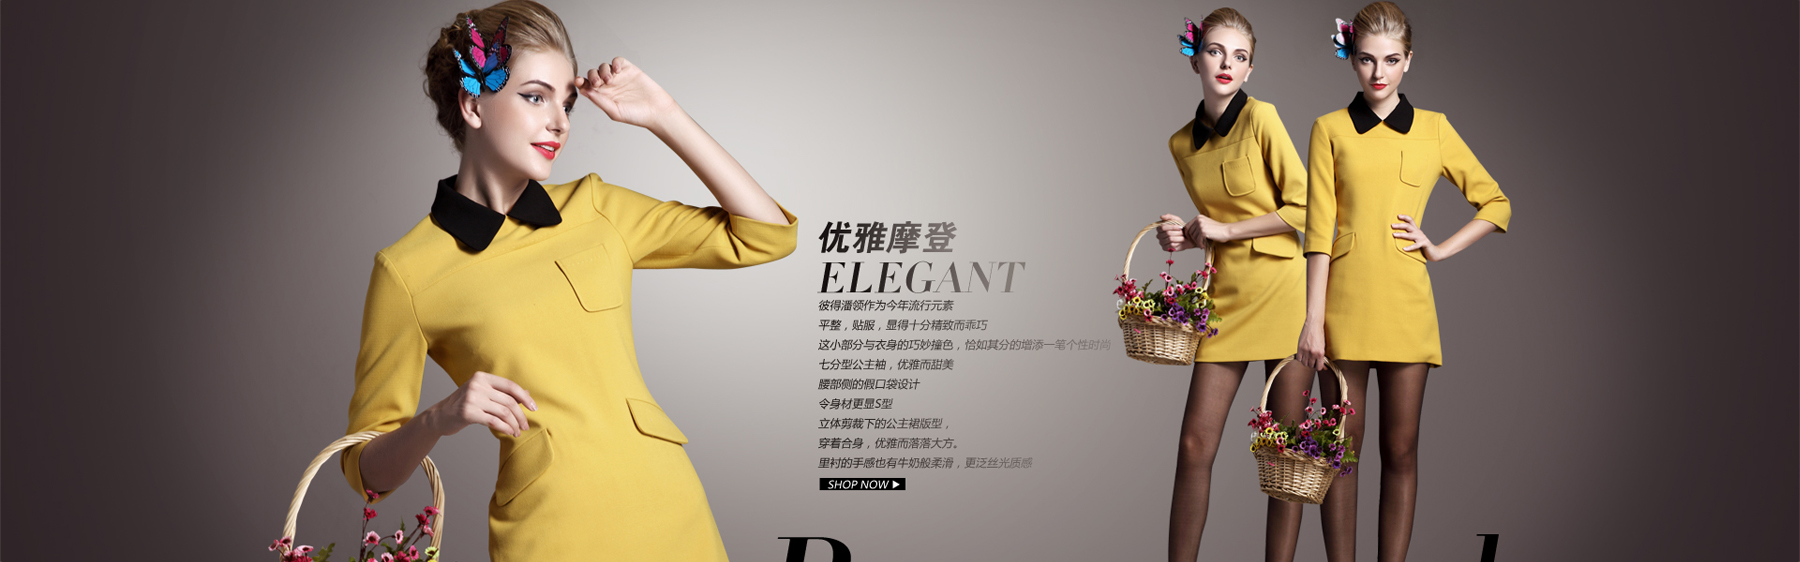 优雅摩登
ELEGANT
彼得潘领作为今年流行元素
平整，贴服，显得十分精致而乖巧
这小部分与衣身的巧妙撞色，恰如其分的增添一笔个性时尚
七分型公主袖，优雅而甜美
腰部侧的假口袋设计
令身材更显S型
立体剪裁下的公主裙版型，
穿着合身，优雅而落落大方。
里衬的手感也有牛奶般柔滑，更泛丝光质感
SHOP NOW